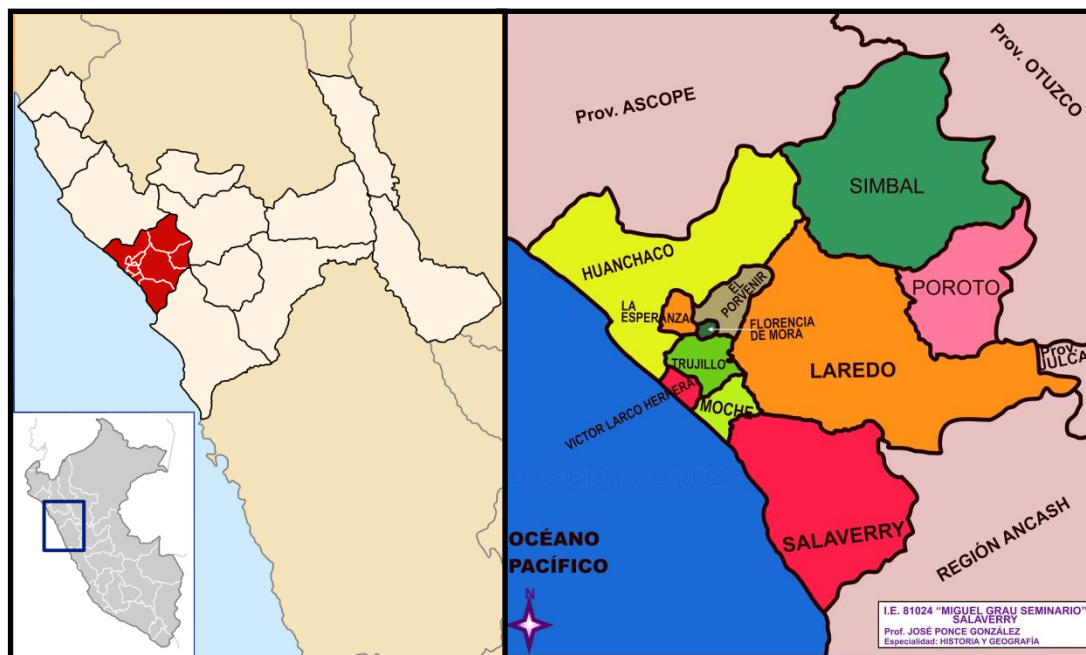 Prov. ASCOPE
Prov. OTUZCO
SIMBAL
HUANCHACO
POROTO
EL
PORVENIR
LA
ESPERANZA
FLORENCIA
DE MORA
Prov.
JULCA
TRUJILLO
LAREDO
VICTOR LARCO HERRERA
MOCHE
JOSEPH PONCE
SALAVERRY
OCÉANO
PACÍFICO
REGIÓN ANCASH
N
I.E. 81024 “MIGUEL GRAU SEMINARIO”
SALAVERRY
Prof. JOSÉ PONCE GONZÁLEZ
Especialidad: HISTORIA Y GEOGRAFÍA